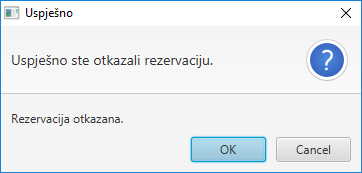 Uspješno
Uspješno ste otkazali rezervaciju.
?
Rezervacija otkazana.
OK
Cancel